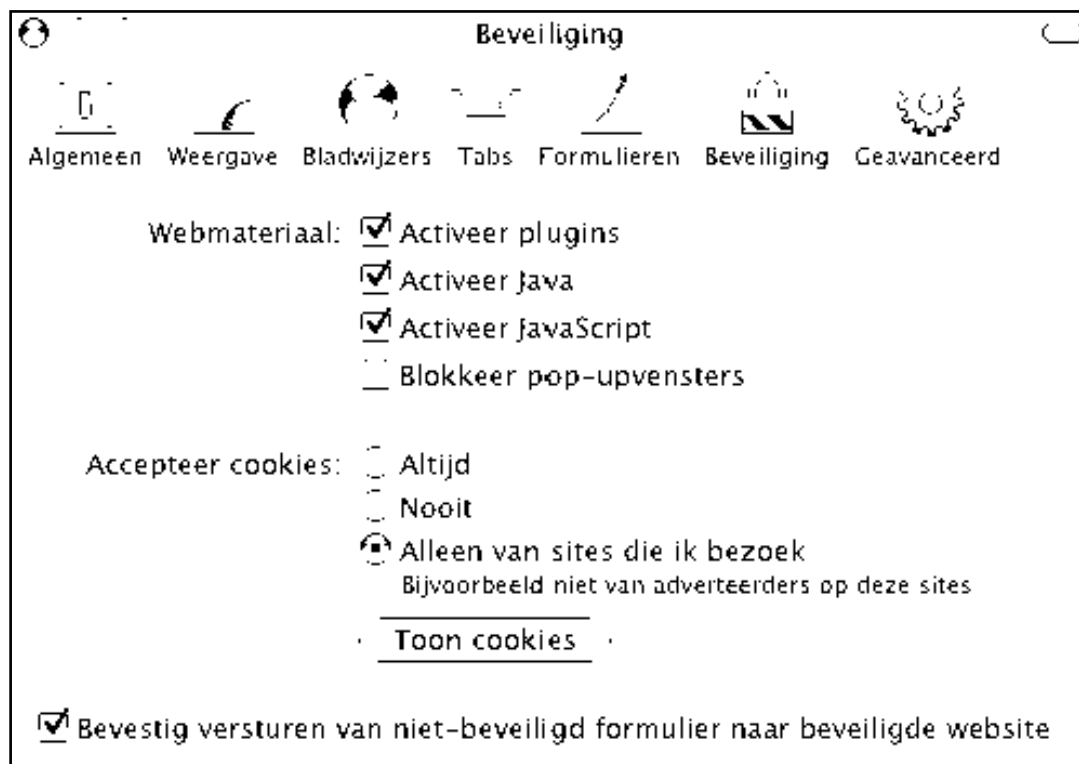 Beveiliging
Algemeen Weergave Bladwijzers Tabs Formulieren Beveiliging Geavanceerd
Webmateriaal: Activeer plugins
Activeer Java
Activeer JavaScript
Blokkeer pop-upvensters
Accepteer cookies: Altijd
Nooit
Alleen van sites die ik bezoek
Bijvoorbeeld niet van adverteerders op deze sites
Toon cookies
Bevestig versturen van niet-beveiligd formulier naar beveiligde website